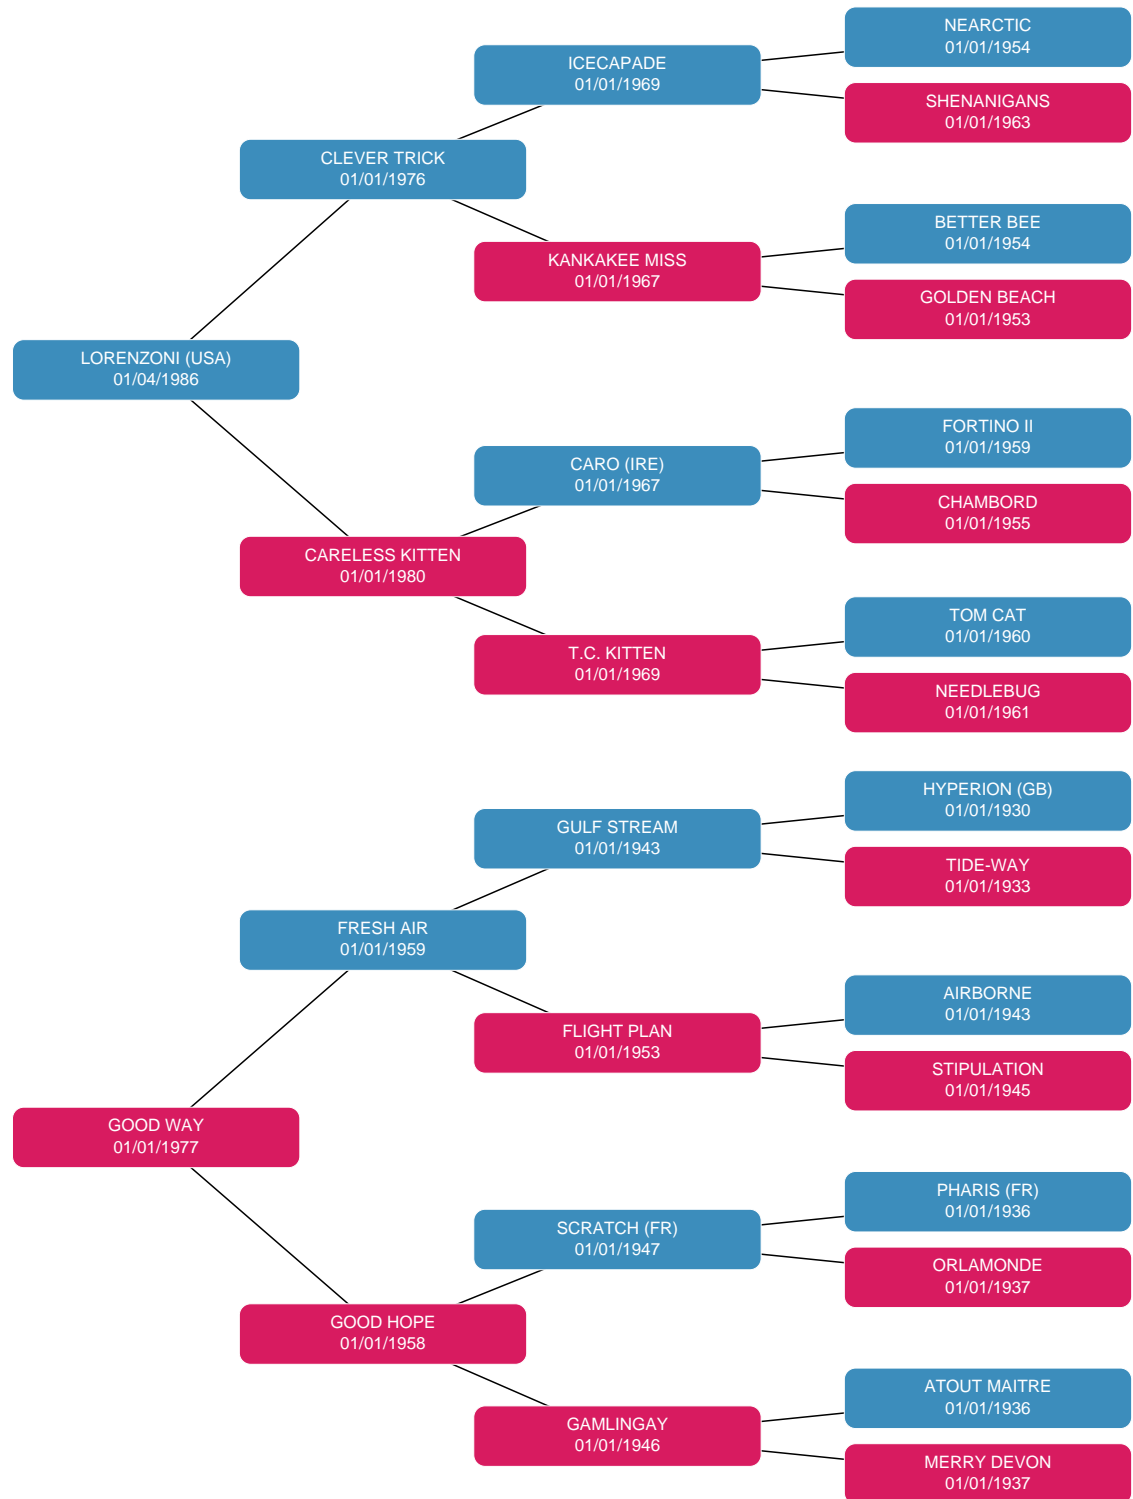 NEARCTIC
01/01/1954
ICECAPADE
01/01/1969
SHENANIGANS
01/01/1963
CLEVER TRICK
01/01/1976
BETTER BEE
01/01/1954
KANKAKEE MISS
01/01/1967
GOLDEN BEACH
01/01/1953
LORENZONI (USA)
01/04/1986
FORTINO II
01/01/1959
CARO (IRE)
01/01/1967
CHAMBORD
01/01/1955
CARELESS KITTEN
01/01/1980
TOM CAT
01/01/1960
T.C. KITTEN
01/01/1969
NEEDLEBUG
01/01/1961
HYPERION (GB)
01/01/1930
GULF STREAM
01/01/1943
TIDE-WAY
01/01/1933
FRESH AIR
01/01/1959
AIRBORNE
01/01/1943
FLIGHT PLAN
01/01/1953
STIPULATION
01/01/1945
GOOD WAY
01/01/1977
PHARIS (FR)
01/01/1936
SCRATCH (FR)
01/01/1947
ORLAMONDE
01/01/1937
GOOD HOPE
01/01/1958
ATOUT MAITRE
01/01/1936
GAMLINGAY
01/01/1946
MERRY DEVON
01/01/1937